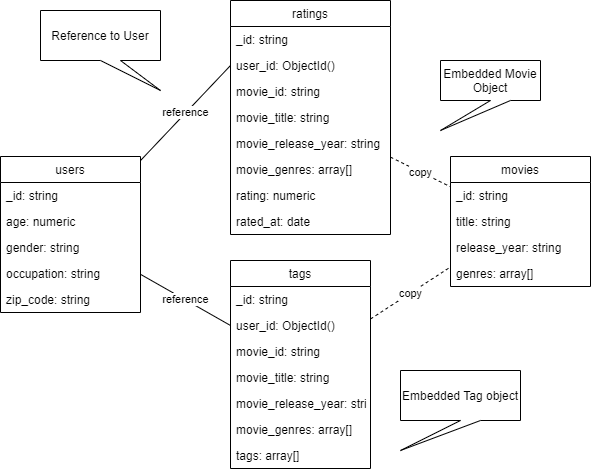 ratings
_id: string
user_id: ObjectId()
movie_id: string
movie_title: string
movie_release_year: string
movie_genres: array[]
rating: numeric
rated_at: date
Reference to User
Embedded Movie
Object
reference
copy
users
_id: string
age: numeric
gender: string
occupation: string
zip_code: string
movies
_id: string
title: string
release_year: string
genres: array[]
reference
copy
tags
_id: string
user_id: ObjectId()
movie_id: string
movie_title: string
movie_release_year: stri
movie_genres: array[]
tags: array[]
Embedded Tag object